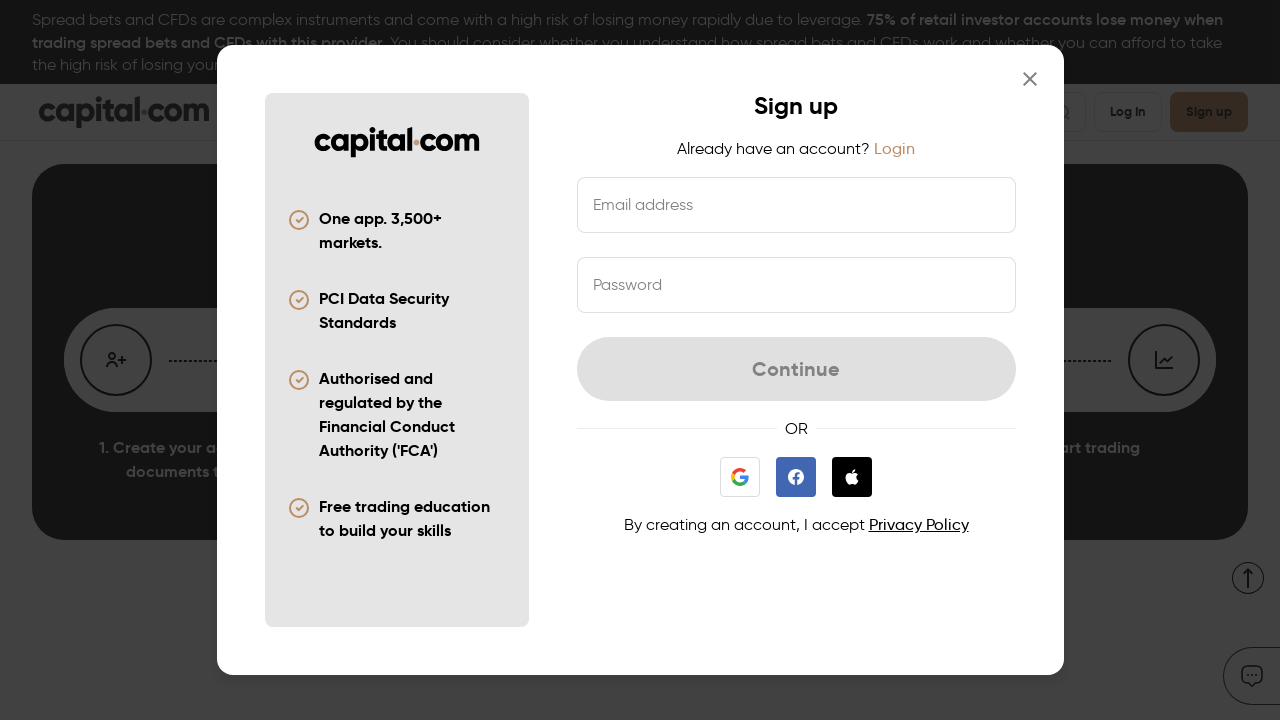 Spread bets and CFDs are complex instruments and come with a high risk of losing money rapidly due to leverage. 75% of retail investor accounts lose money when
trading spread bets and CFDs with this provider. You should consider whether you understand how spread bets and CFDs work and whether you can afford to take
the high risk of losing your
capital.com
Log In
Sign up
capital.com
One app. 3,500+
markets.
PCI Data Security
Standards
Authorised and
regulated by the
Financial Conduct
Authority ('FCA')
Free trading education
to build your skills
Sign up
Already have an account? Login
Email address
Password
Continue
OR
By creating an account, I accept Privacy Policy
1. Create your a
documents t
art trading